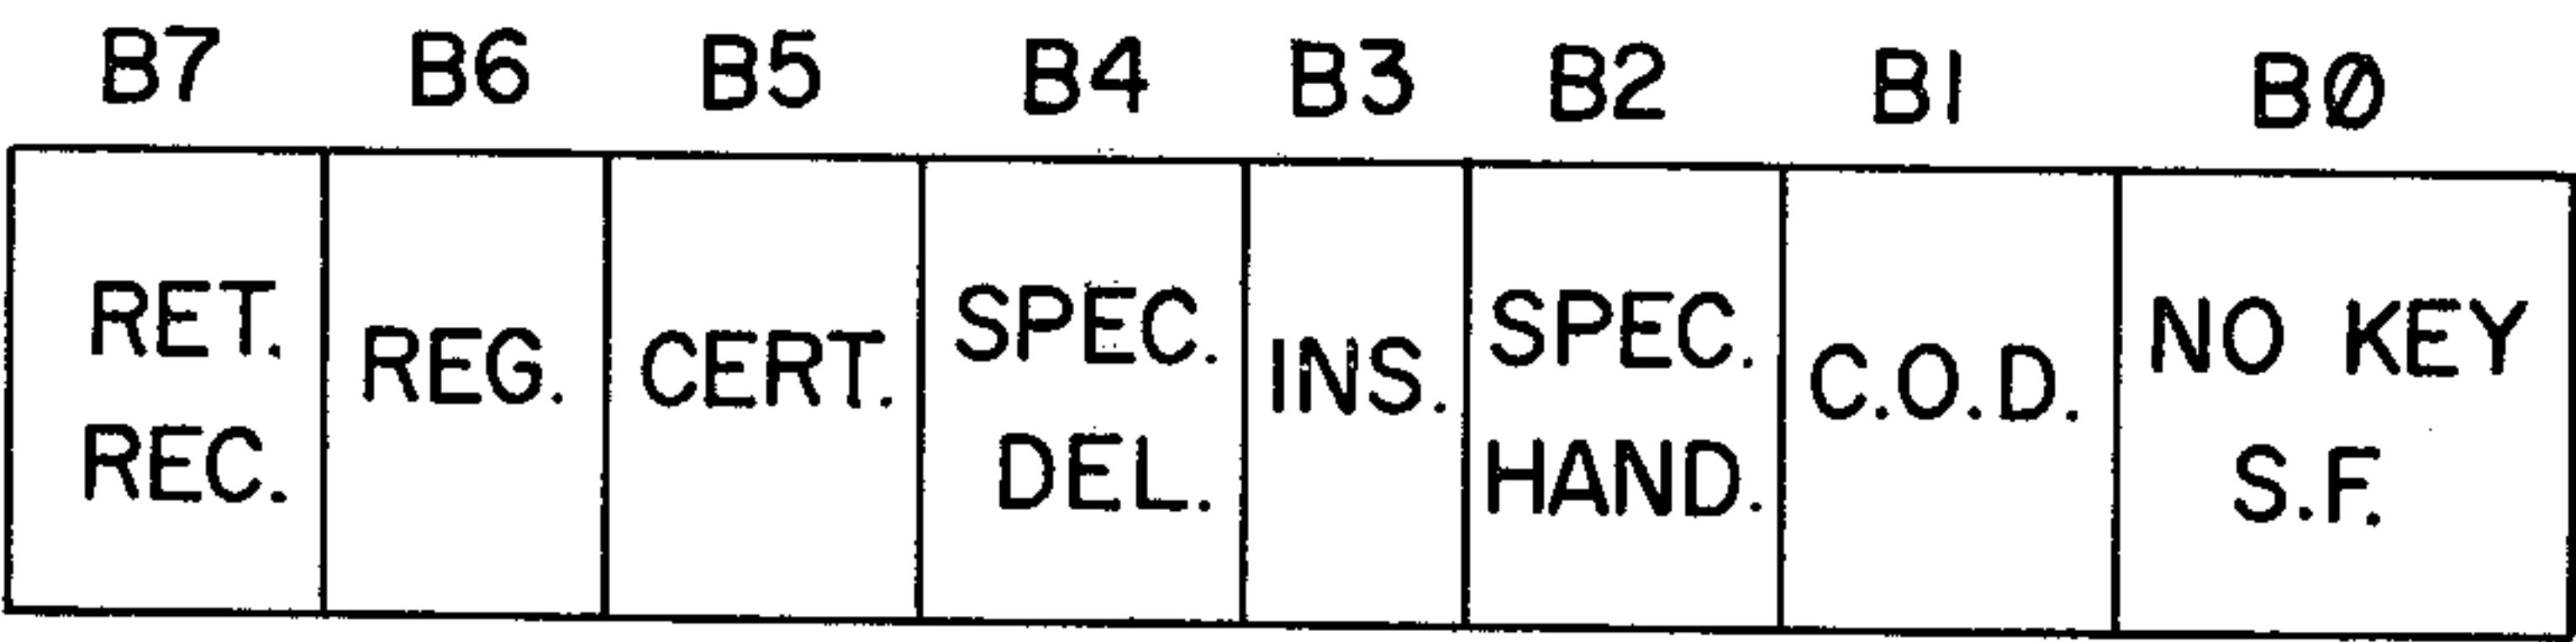 B7 B6 B5 B4 B3 B2 B1 BØ
RET. REC.
REG.
CERT.
SPEC. DEL.
INS.
SPEC. HAND.
C.O.D.
NO KEY S.F.